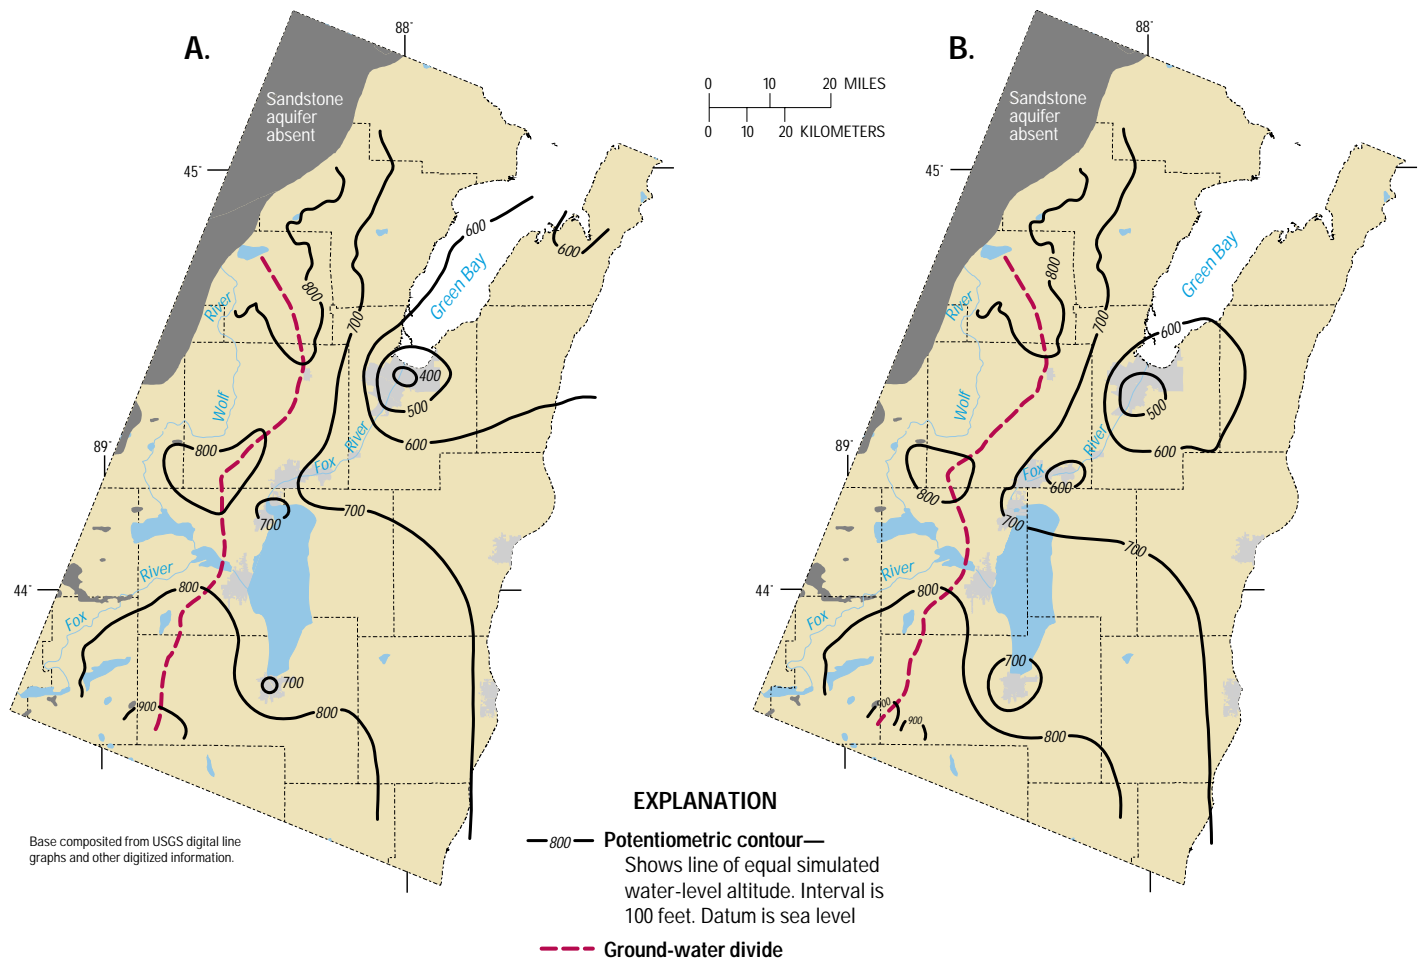 A.
88°
Sandstone
aquifer
absent
45°
600
600
Green Bay
800
River
700
400
500
Wolf
600
River
800
Fox
89°
700
700
River
800
44°
Fox
700
900
800
0 10 20 MILES
0 10 20 KILOMETERS
B.
88°
Sandstone
aquifer
absent
45°
Green Bay
800
River
700
600
500
Wolf
River
600
89°
Fox
600
800
700
700
River
800
44°
Fox
700
900
900
800
Base composited from USGS digital line
graphs and other digitized information.
EXPLANATION
800 Potentiometric contour—
Shows line of equal simulated
water-level altitude. Interval is
100 feet. Datum is sea level
Ground-water divide